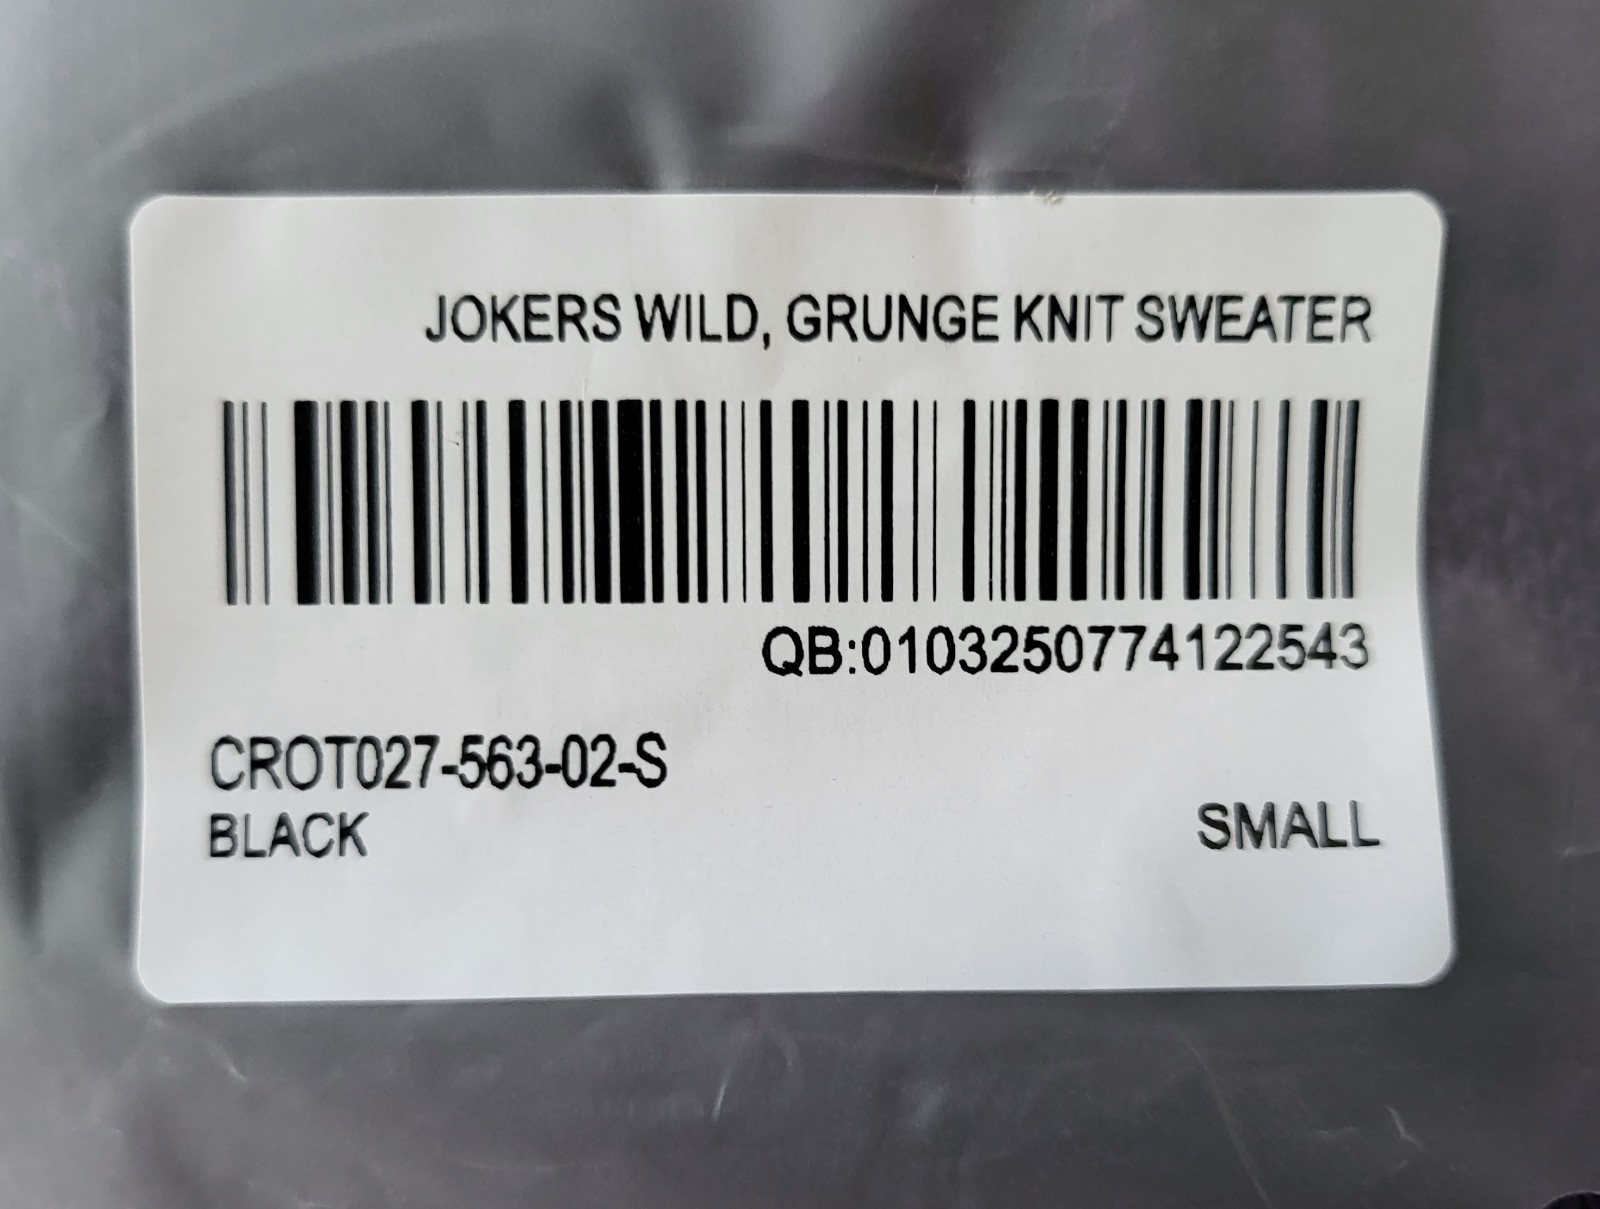 JOKERS WILD, GRUNGE KNIT SWEATER
QB:0103250774122543
CROT027-563-02-S
BLACK
SMALL